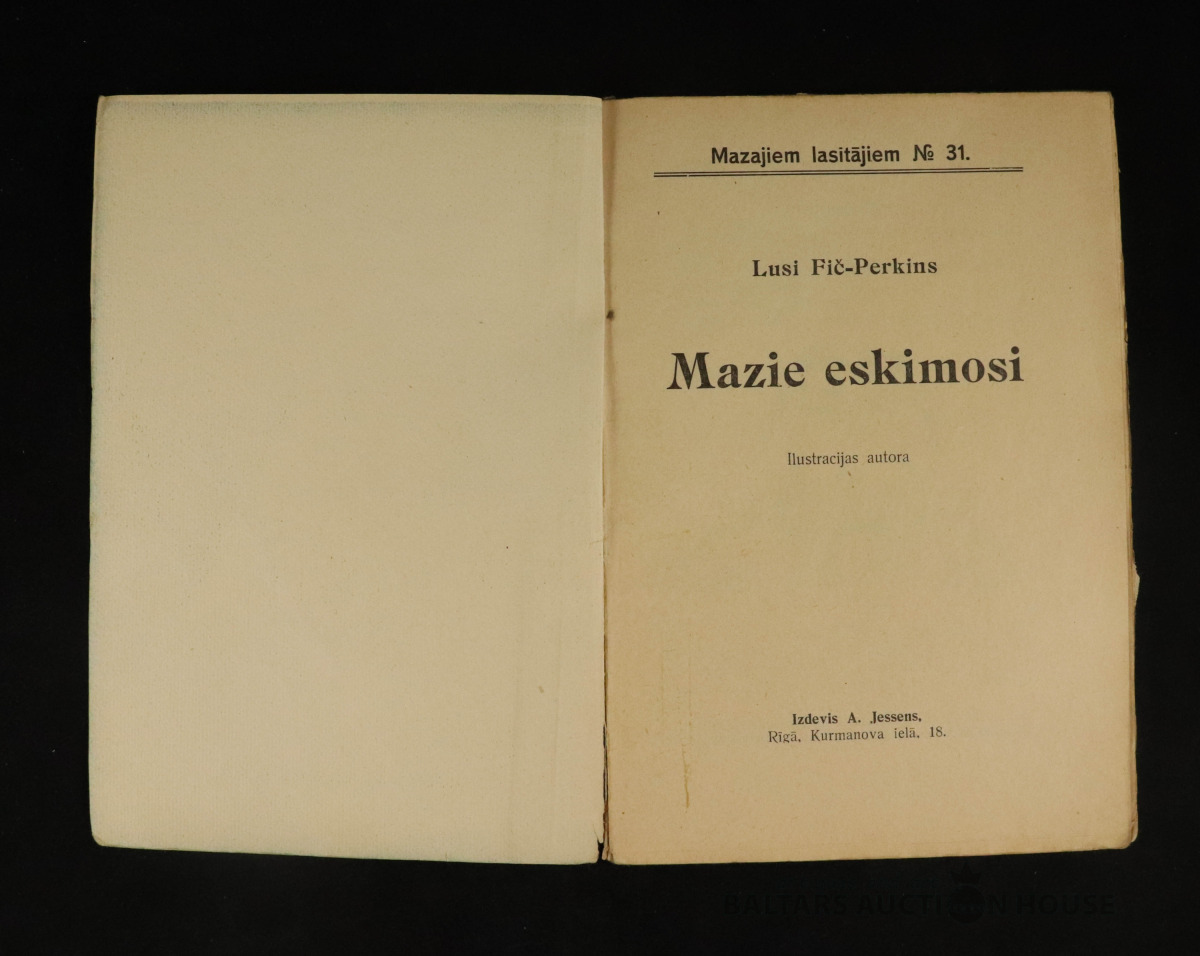 Mazajiem lasitājiem № 31.
Lusi Fič-Perkins
Mazie eskimosi
Ilustracijas autora
Izdevis A. Jessens,
Rīgā, Kurmanova ielā, 18.
BALTARS AUCTION HOUSE